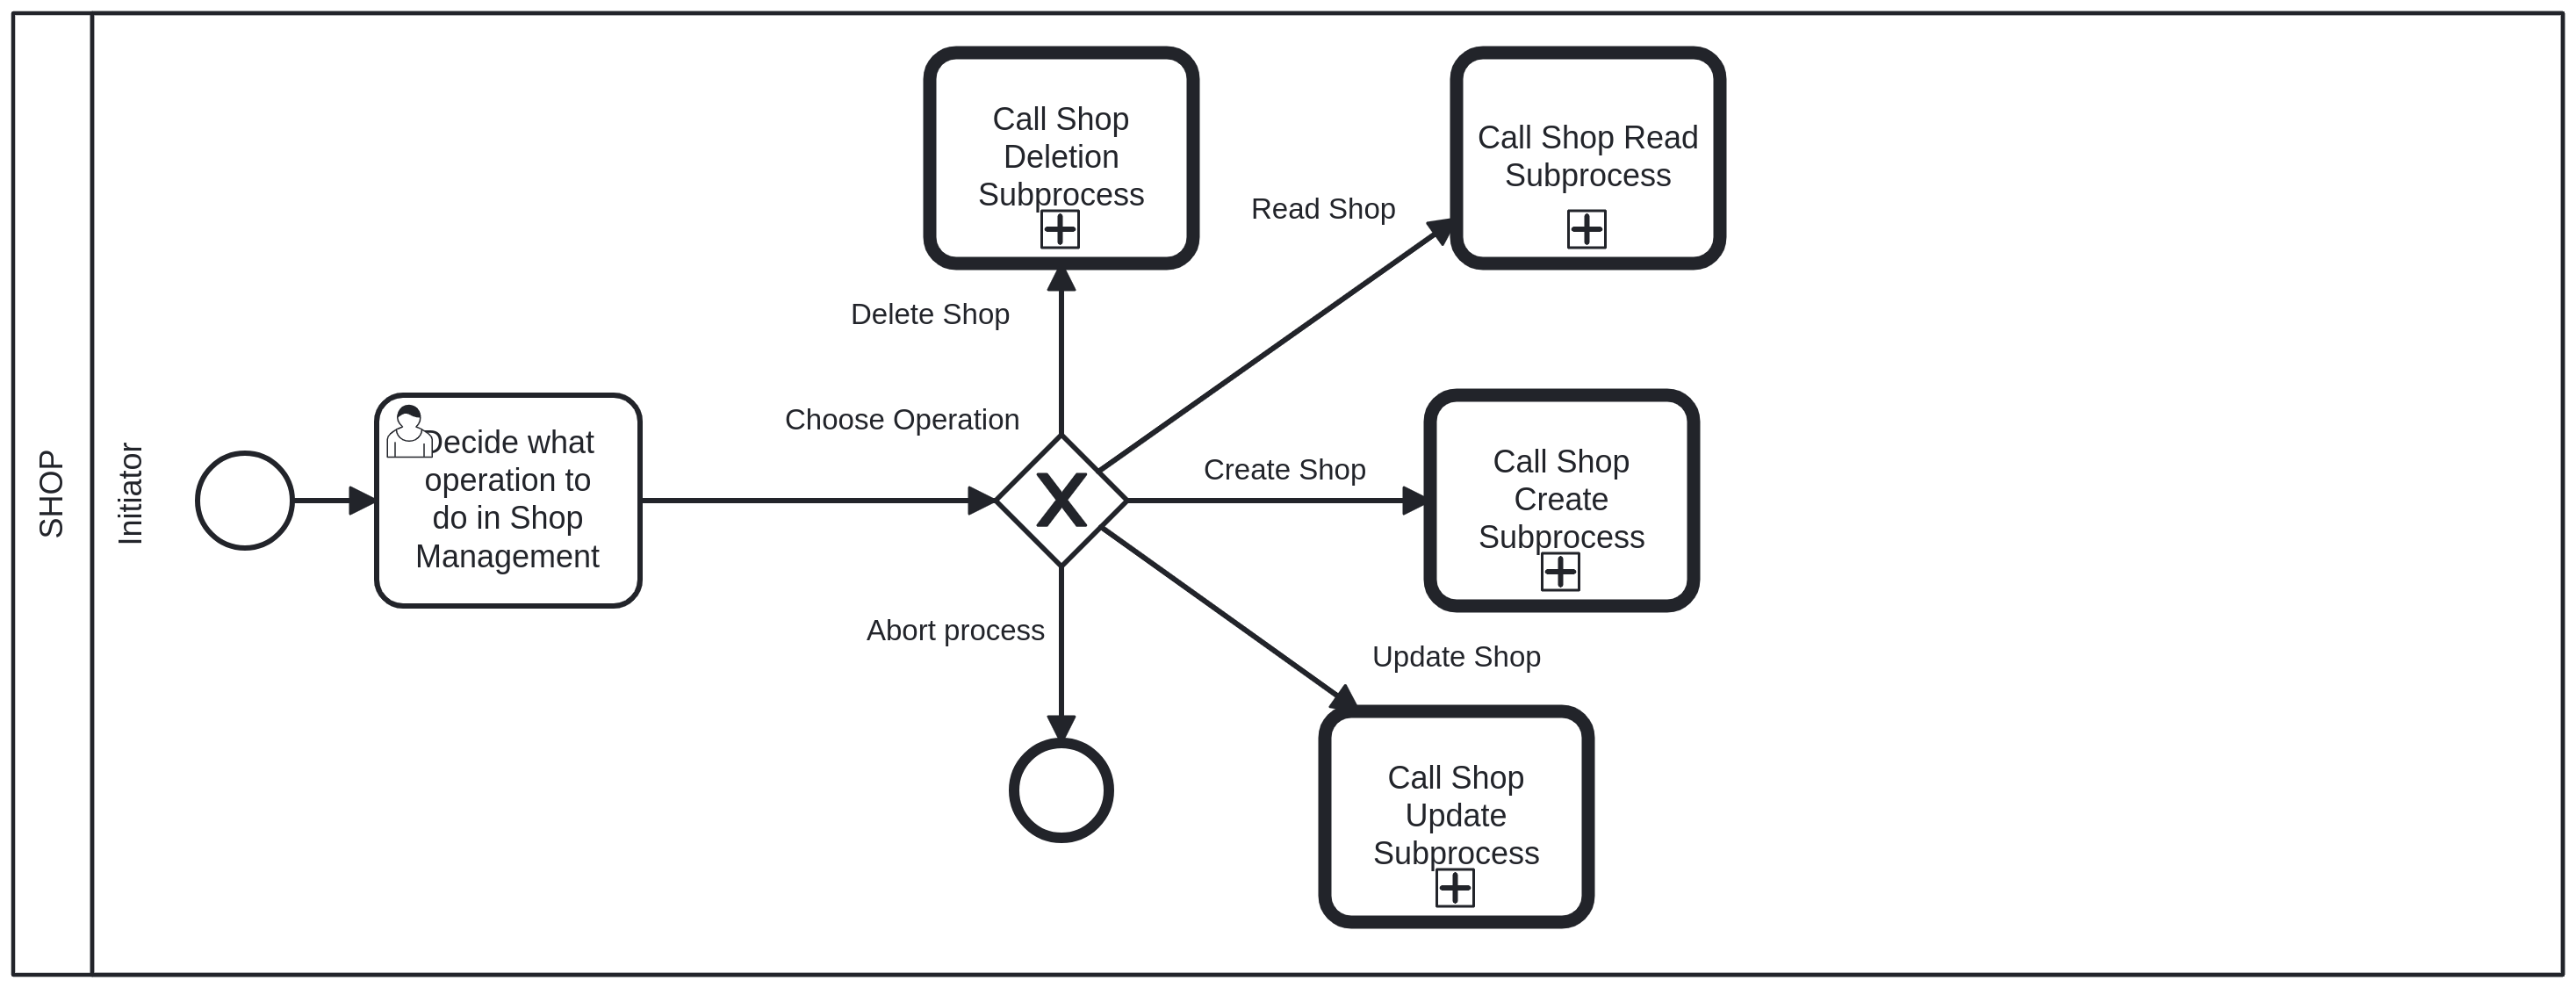 SHOP
Initiator
Decide what
operation to
do in Shop
Management
Choose Operation
Delete Shop
Call Shop
Deletion
Subprocess
Read Shop
Call Shop Read
Subprocess
Create Shop
Call Shop
Create
Subprocess
Update Shop
Call Shop
Update
Subprocess
Abort process